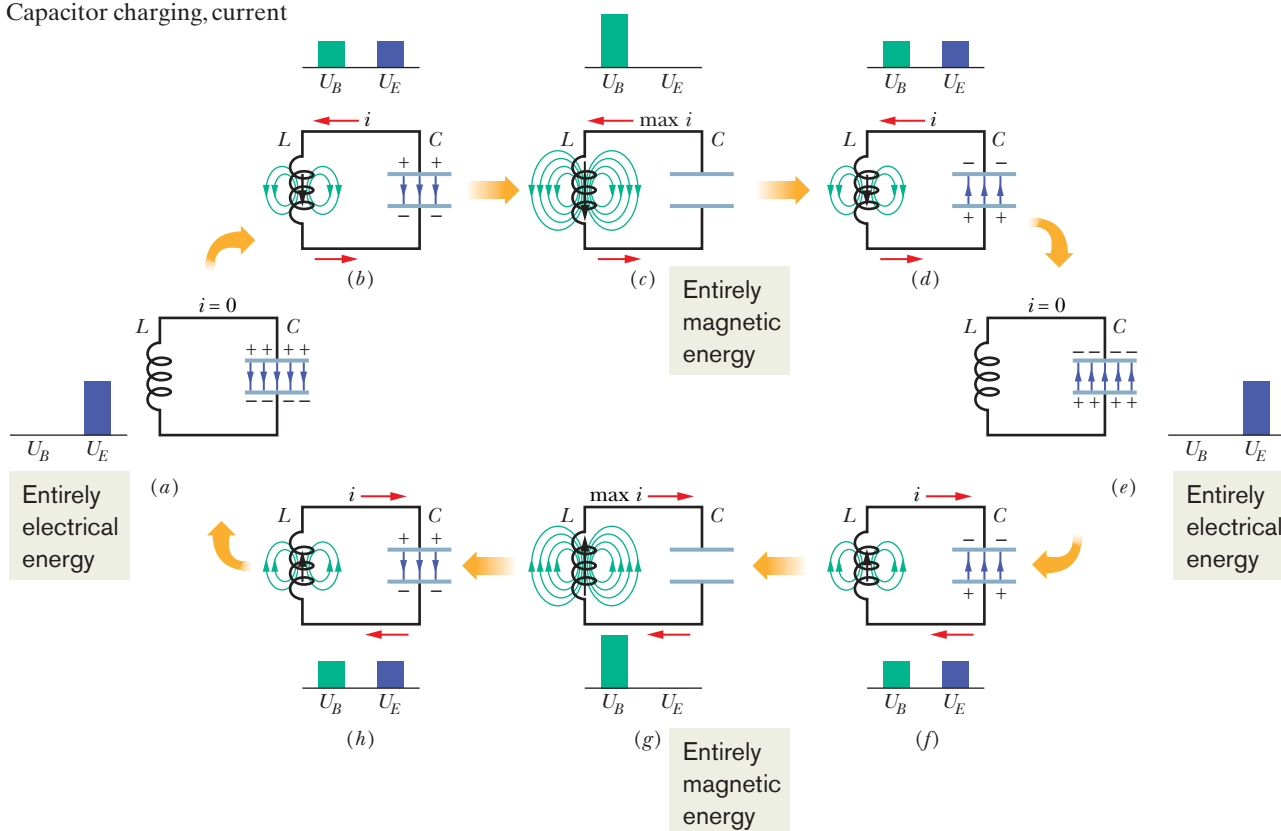 Capacitor charging, current
U_B U_E
U_B U_E
U_B U_E
i
L
C
+ +
− −
(b)
max i
L
C
(c)
Entirely
magnetic
energy
i
L
C
− −
+ +
(d)
i = 0
L
C
+ + + +
− − − −
U_B U_E
(a)
Entirely
electrical
energy
i = 0
L
C
− − − − −
+ + + + +
U_B U_E
(e)
Entirely
electrical
energy
i
L
C
+ +
− −
U_B U_E
(h)
max i
L
C
U_B U_E
(g)
Entirely
magnetic
energy
i
L
C
− −
+ +
U_B U_E
(f)